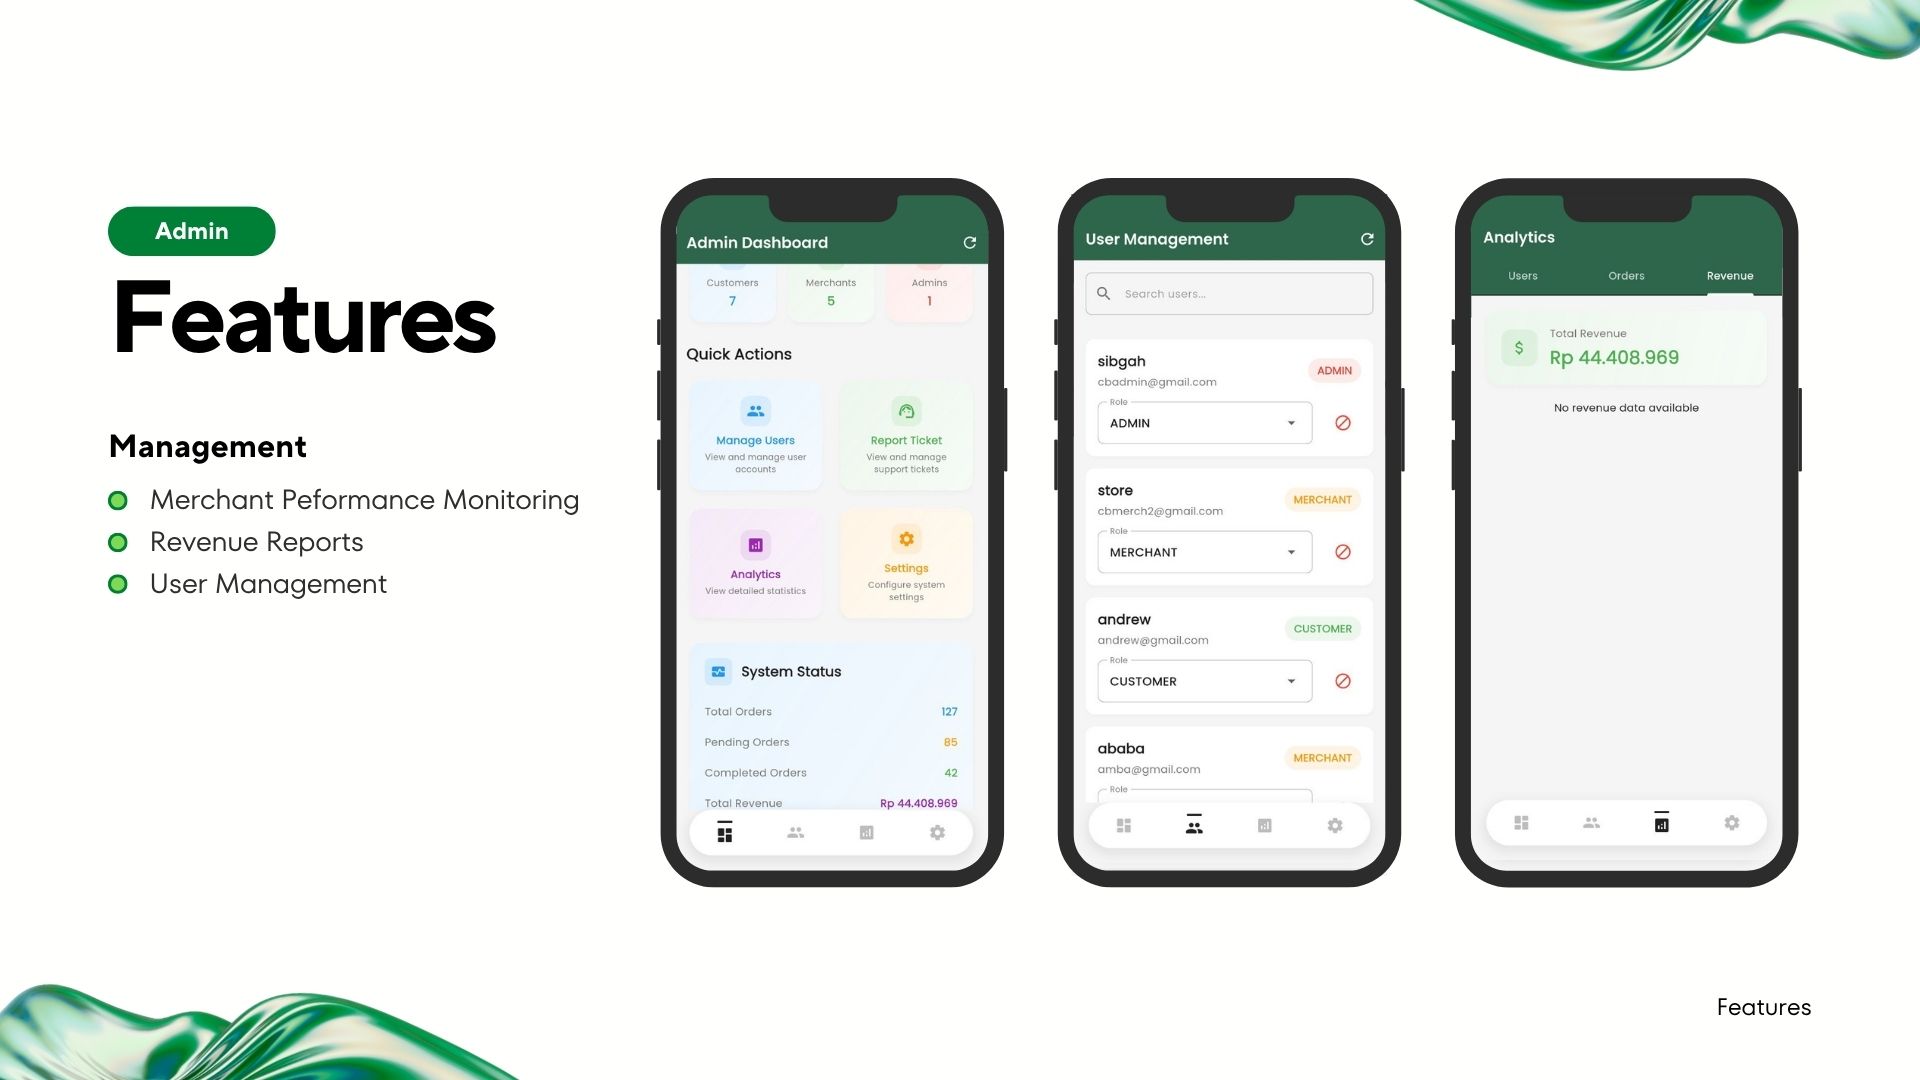 Admin
Features
Management
Merchant Peformance Monitoring
Revenue Reports
User Management
Admin Dashboard
Customers
7
Merchants
5
Admins
1
Quick Actions
Manage Users
View and manage user
accounts
Report Ticket
View and manage
support tickets
Analytics
View detailed statistics
Settings
Configure system
settings
System Status
Total Orders 127
Pending Orders 85
Completed Orders 42
Total Revenue Rp 44.408.969
User Management
Search users...
sibgah
cbadmin@gmail.com
ADMIN
Role
ADMIN
store
cbmerch2@gmail.com
MERCHANT
Role
MERCHANT
andrew
andrew@gmail.com
CUSTOMER
Role
CUSTOMER
ababa
amba@gmail.com
MERCHANT
Role
Analytics
Users Orders Revenue
$
Total Revenue
Rp 44.408.969
No revenue data available
Features